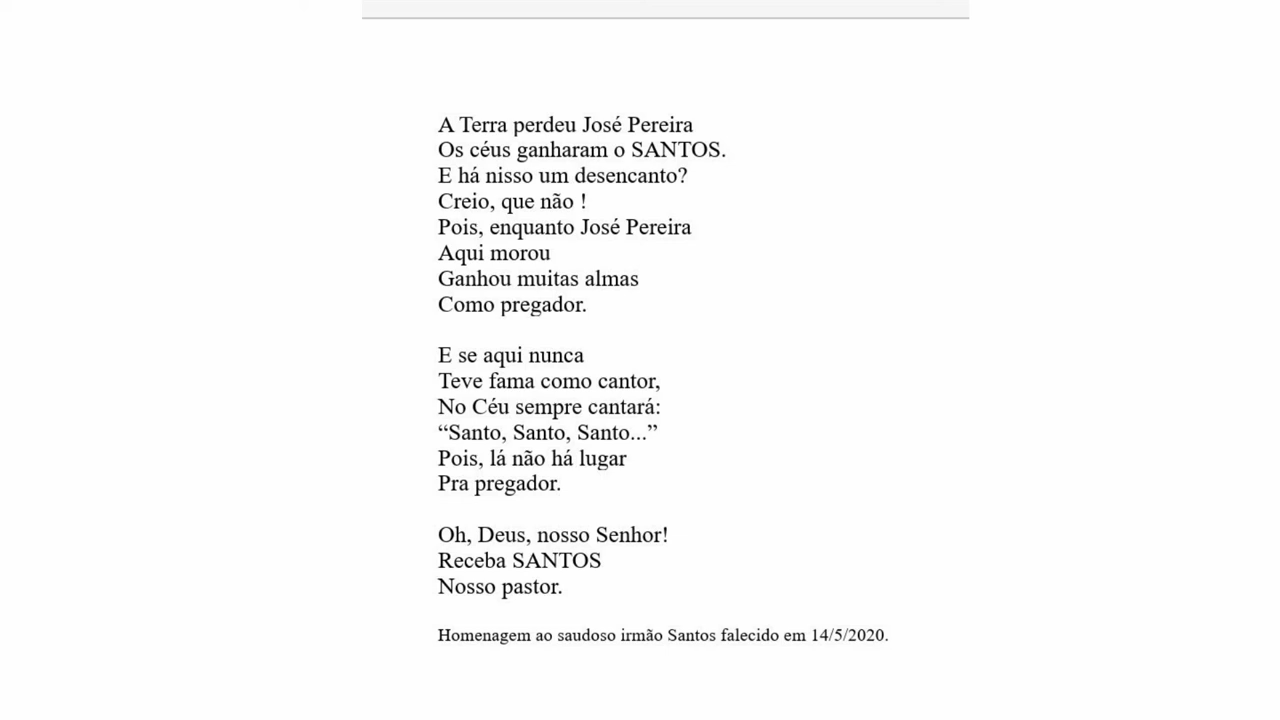 A Terra perdeu José Pereira
Os céus ganharam o SANTOS.
E há nisso um desencanto?
Creio, que não !
Pois, enquanto José Pereira
Aqui morou
Ganhou muitas almas
Como pregador.
E se aqui nunca
Teve fama como cantor,
No Céu sempre cantará:
“Santo, Santo, Santo...”
Pois, lá não há lugar
Pra pregador.
Oh, Deus, nosso Senhor!
Receba SANTOS
Nosso pastor.
Homenagem ao saudoso irmão Santos falecido em 14/5/2020.